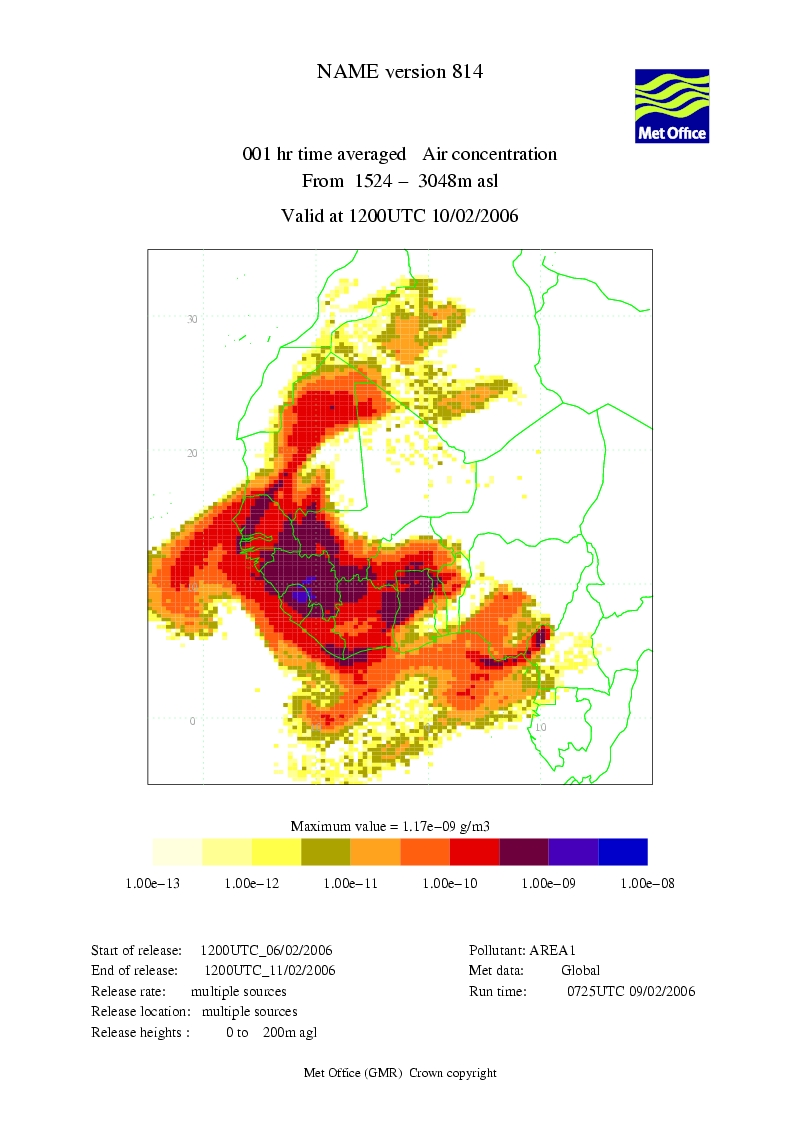 NAME version 814
Met Office
001 hr time averaged   Air concentration
From  1524 −  3048m asl
Valid at 1200UTC 10/02/2006
30
20
10
0
0
10
Maximum value = 1.17e−09 g/m3
1.00e−13 1.00e−12 1.00e−11 1.00e−10 1.00e−09 1.00e−08
Start of release: 1200UTC_06/02/2006
End of release: 1200UTC_11/02/2006
Release rate: multiple sources
Release location: multiple sources
Release heights : 0 to 200m agl
Pollutant: AREA1
Met data: Global
Run time: 0725UTC 09/02/2006
Met Office (GMR)  Crown copyright